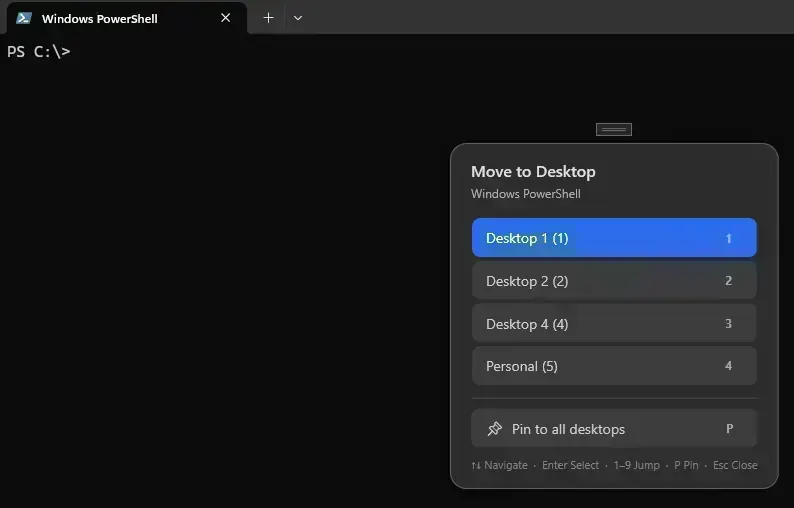 Windows PowerShell
PS C:\>
Move to Desktop
Windows PowerShell
Desktop 1 (1) 1
Desktop 2 (2) 2
Desktop 4 (4) 3
Personal (5) 4
Pin to all desktops P
↑↓ Navigate · Enter Select · 1–9 Jump · P Pin · Esc Close